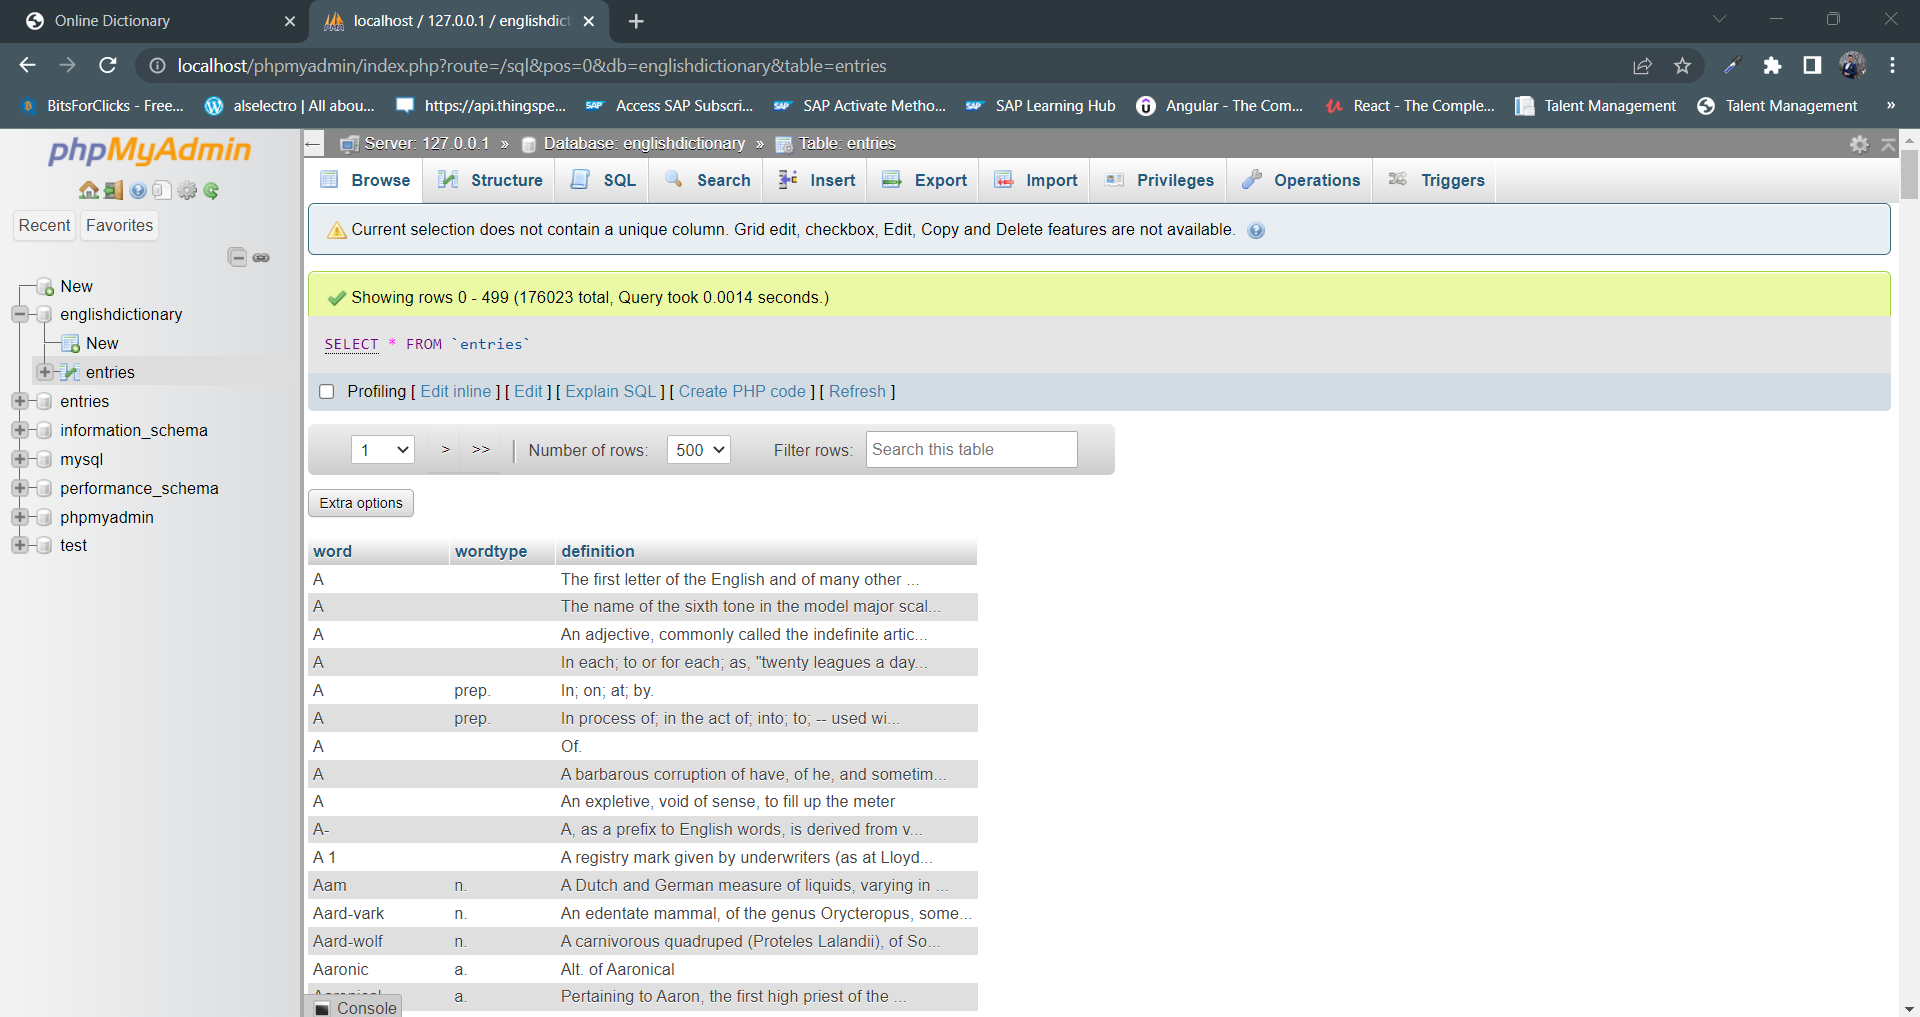 Online Dictionary
localhost / 127.0.0.1 / englishdict
localhost/phpmyadmin/index.php?route=/sql&pos=0&db=englishdictionary&table=entries
BitsForClicks - Free... alselectro | All abou... https://api.thingspe... SAP Access SAP Subscri... SAP SAP Activate Metho... SAP SAP Learning Hub Angular - The Com... React - The Comple... Talent Management Talent Management »
phpMyAdmin
Recent Favorites
New
englishdictionary
New
entries
entries
information_schema
mysql
performance_schema
phpmyadmin
test
Server: 127.0.0.1 » Database: englishdictionary » Table: entries
Browse Structure SQL Search Insert Export Import Privileges Operations Triggers
Current selection does not contain a unique column. Grid edit, checkbox, Edit, Copy and Delete features are not available.
Showing rows 0 - 499 (176023 total, Query took 0.0014 seconds.)
SELECT * FROM `entries`
Profiling [ Edit inline ] [ Edit ] [ Explain SQL ] [ Create PHP code ] [ Refresh ]
1 > >> Number of rows: 500 Filter rows: Search this table
Extra options
word wordtype definition
A The first letter of the English and of many other ...
A The name of the sixth tone in the model major scal...
A An adjective, commonly called the indefinite artic...
A In each; to or for each; as, "twenty leagues a day...
A prep. In; on; at; by.
A prep. In process of; in the act of; into; to; -- used wi...
A Of.
A A barbarous corruption of have, of he, and sometim...
A An expletive, void of sense, to fill up the meter
A- A, as a prefix to English words, is derived from v...
A 1 A registry mark given by underwriters (as at Lloyd...
Aam n. A Dutch and German measure of liquids, varying in ...
Aard-vark n. An edentate mammal, of the genus Orycteropus, some...
Aard-wolf n. A carnivorous quadruped (Proteles Lalandii), of So...
Aaronic a. Alt. of Aaronical
a. Pertaining to Aaron, the first high priest of the ...
Console